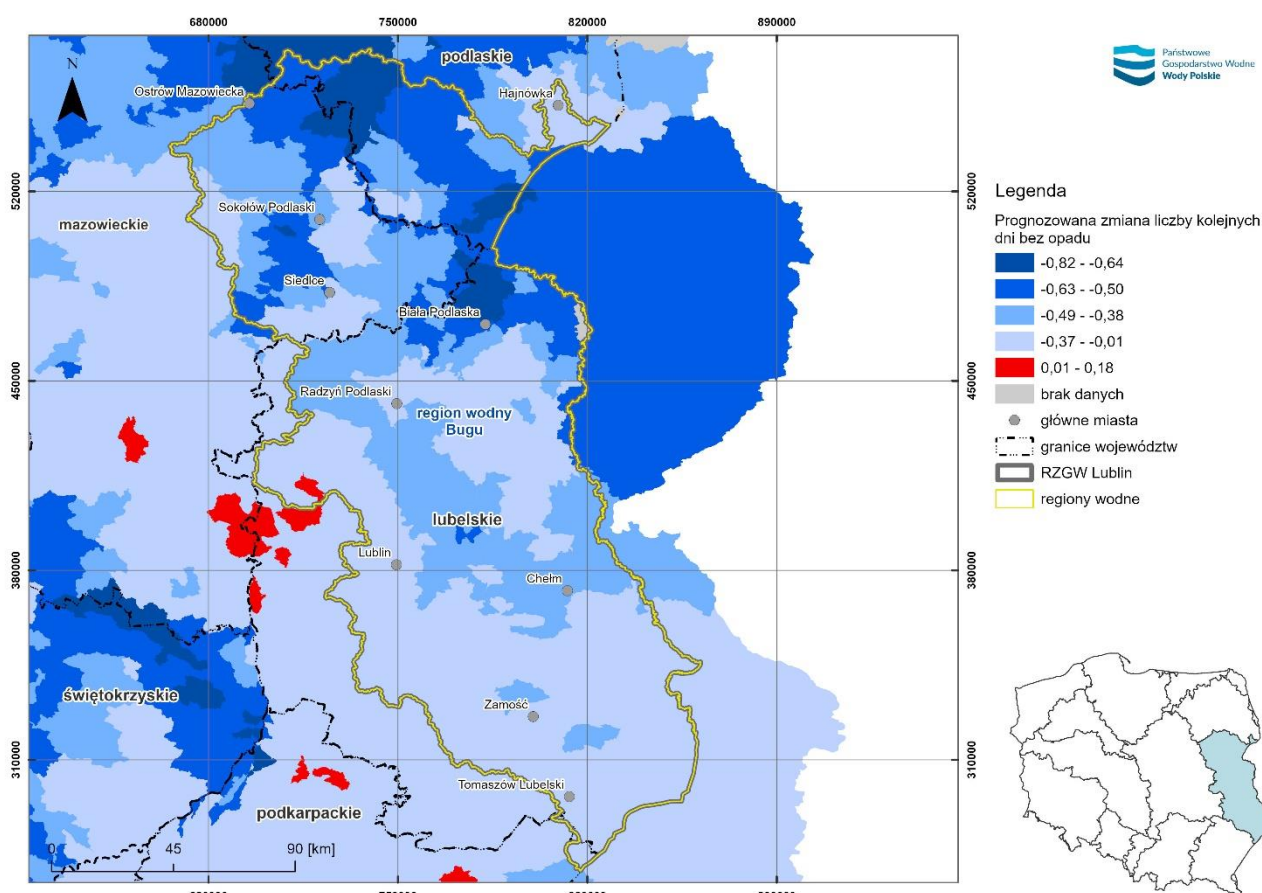 680000 750000 820000 890000
podlaskie
N
Ostrów Mazowiecka
Hajnówka
520000
520000
Sokołów Podlaski
mazowieckie
Siedlce
Biała Podlaska
450000
450000
Radzyń Podlaski
region wodny
Bugu
lubelskie
Lublin
380000
380000
Chełm
świętokrzyskie
Zamość
310000
310000
Tomaszów Lubelski
podkarpackie
0 45 90 [km]
680000 750000 820000 890000
Państwowe
Gospodarstwo Wodne
Wody Polskie
Legenda
Prognozowana zmiana liczby kolejnych
dni bez opadu
-0,82 - -0,64
-0,63 - -0,50
-0,49 - -0,38
-0,37 - -0,01
0,01 - 0,18
brak danych
główne miasta
granice województw
RZGW Lublin
regiony wodne